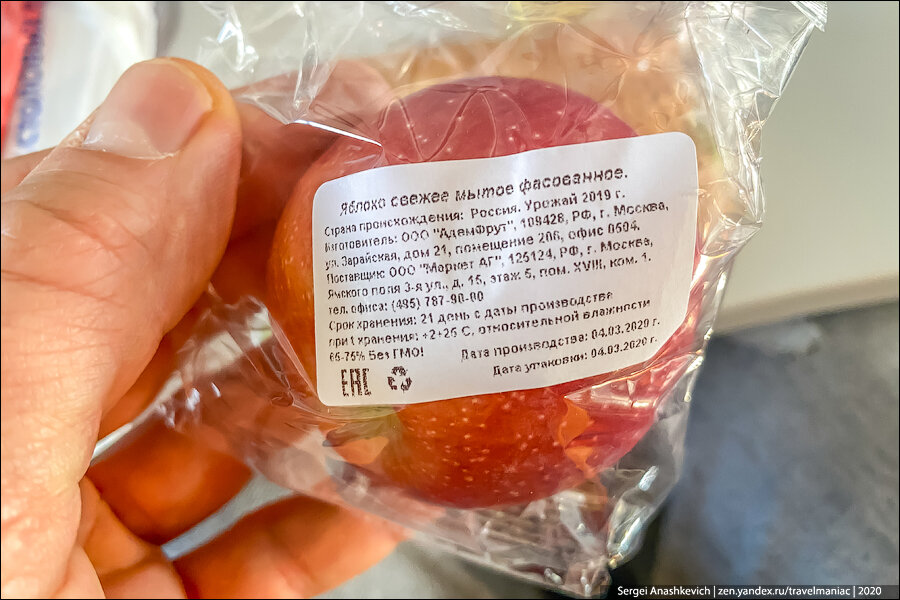 Яблоко свежее мытое фасованное.
Страна происхождения: Россия. Урожай 2019 г.
Изготовитель: ООО "АдемФрут", 109428, РФ, г. Москва,
ул. Зарайская, дом 21, помещение 206, офис 0504,
Поставщик: ООО "Маркет АГ", 125124, РФ, г. Москва,
Ямского поля 3-я ул., д. 15, этаж 5, пом. XVIII, ком. 1.
тел. офиса: (495) 787-90-00
Срок хранения: 21 день с даты производства
при t хранения: +2+25 С, относительной влажности
65-75% Без ГМО! Дата производства: 04.03.2020 г.
Дата упаковки: 04.03.2020 г.
EAC
Sergei Anashkevich | zen.yandex.ru/travelmaniac | 2020